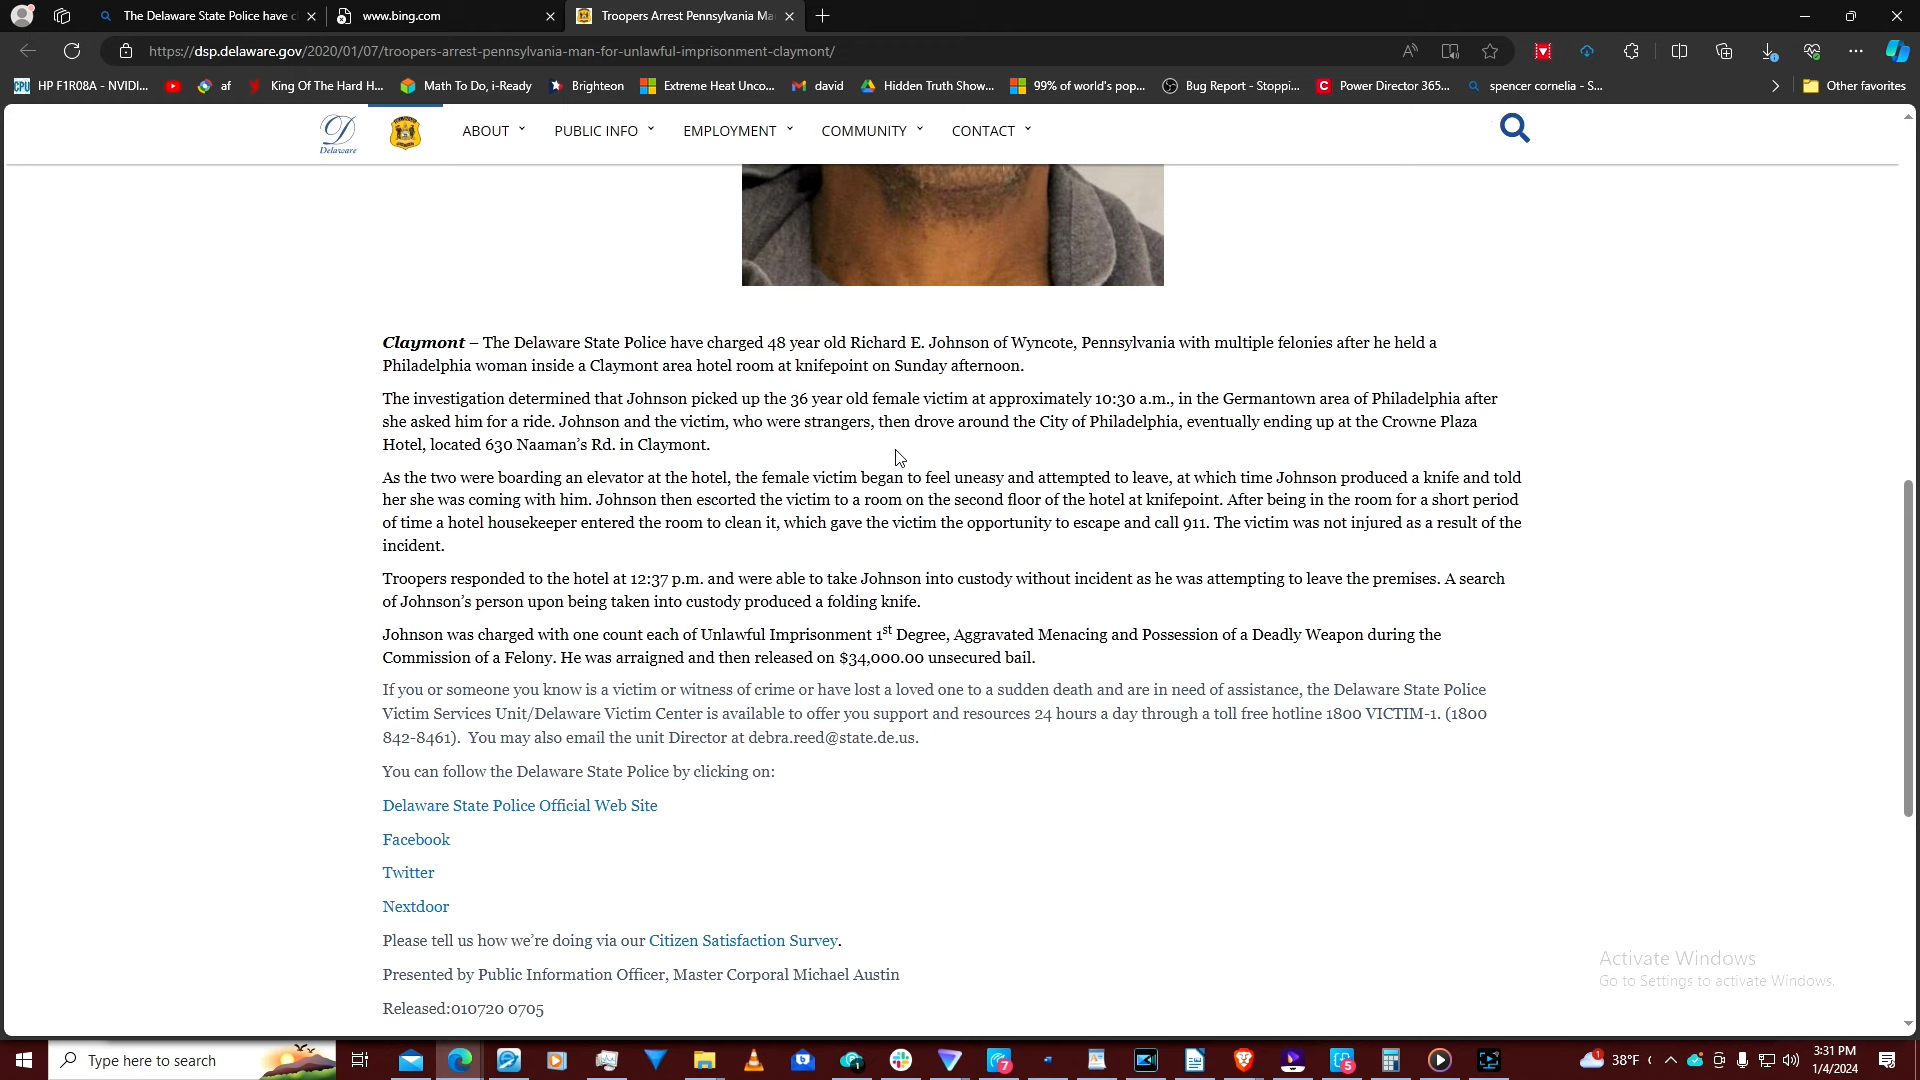 The Delaware State Police have c
www.bing.com
Troopers Arrest Pennsylvania Ma
https://dsp.delaware.gov/2020/01/07/troopers-arrest-pennsylvania-man-for-unlawful-imprisonment-claymont/
HP F1R08A - NVIDI...
af
King Of The Hard H...
Math To Do, i-Ready
Brighteon
Extreme Heat Unco...
david
Hidden Truth Show...
99% of world's pop...
Bug Report - Stoppi...
Power Director 365...
spencer cornelia - S...
Other favorites
Delaware
ABOUT
PUBLIC INFO
EMPLOYMENT
COMMUNITY
CONTACT
Claymont – The Delaware State Police have charged 48 year old Richard E. Johnson of Wyncote, Pennsylvania with multiple felonies after he held a
Philadelphia woman inside a Claymont area hotel room at knifepoint on Sunday afternoon.
The investigation determined that Johnson picked up the 36 year old female victim at approximately 10:30 a.m., in the Germantown area of Philadelphia after
she asked him for a ride. Johnson and the victim, who were strangers, then drove around the City of Philadelphia, eventually ending up at the Crowne Plaza
Hotel, located 630 Naaman's Rd. in Claymont.
As the two were boarding an elevator at the hotel, the female victim began to feel uneasy and attempted to leave, at which time Johnson produced a knife and told
her she was coming with him. Johnson then escorted the victim to a room on the second floor of the hotel at knifepoint. After being in the room for a short period
of time a hotel housekeeper entered the room to clean it, which gave the victim the opportunity to escape and call 911. The victim was not injured as a result of the
incident.
Troopers responded to the hotel at 12:37 p.m. and were able to take Johnson into custody without incident as he was attempting to leave the premises. A search
of Johnson's person upon being taken into custody produced a folding knife.
Johnson was charged with one count each of Unlawful Imprisonment 1st Degree, Aggravated Menacing and Possession of a Deadly Weapon during the
Commission of a Felony. He was arraigned and then released on $34,000.00 unsecured bail.
If you or someone you know is a victim or witness of crime or have lost a loved one to a sudden death and are in need of assistance, the Delaware State Police
Victim Services Unit/Delaware Victim Center is available to offer you support and resources 24 hours a day through a toll free hotline 1800 VICTIM-1. (1800
842-8461). You may also email the unit Director at debra.reed@state.de.us.
You can follow the Delaware State Police by clicking on:
Delaware State Police Official Web Site
Facebook
Twitter
Nextdoor
Please tell us how we're doing via our Citizen Satisfaction Survey.
Presented by Public Information Officer, Master Corporal Michael Austin
Released:010720 0705
Activate Windows
Go to Settings to activate Windows.
Type here to search
38°F
3:31 PM
1/4/2024